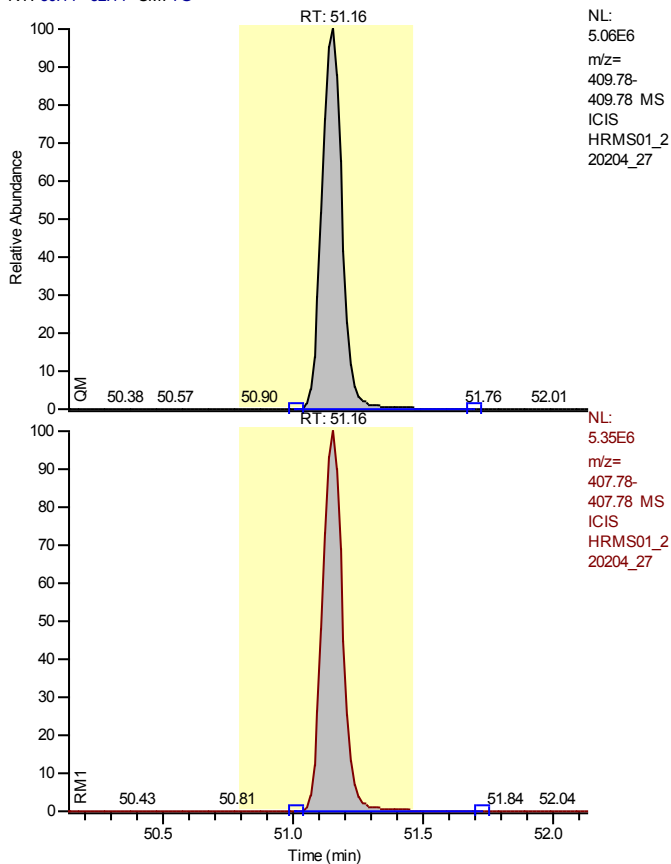 RT: 51.16
NL:
5.06E6
m/z=
409.78-
409.78 MS
ICIS
HRMS01_2
20204_27
100
90
80
70
60
50
40
30
20
10
0
Relative Abundance
QM
50.38 50.57 50.90 51.76 52.01
RT: 51.16
NL:
5.35E6
m/z=
407.78-
407.78 MS
ICIS
HRMS01_2
20204_27
100
90
80
70
60
50
40
30
20
10
0
RM1
50.43 50.81 51.84 52.04
50.5 51.0 51.5 52.0
Time (min)